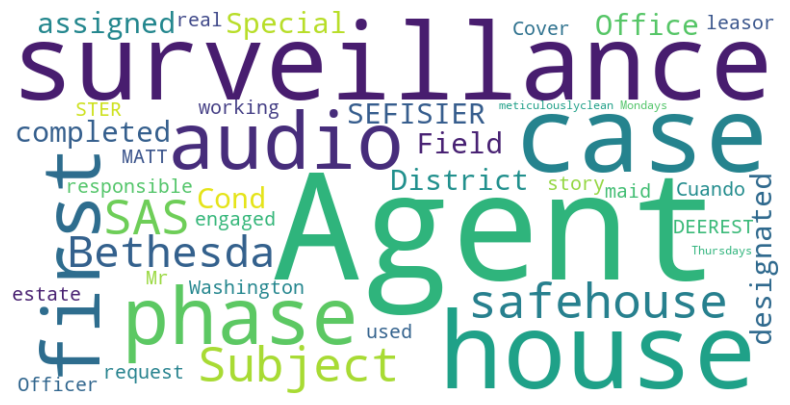 assigned real Special Cover Office leasor
surveillance
STER working SEFISIER meticulouslyclean Mondays
completed audio Field case
MATT
first responsible Cond District story maid Cuando designated
SAS engaged Agent DEEREST
Bethesda Thursdays
Mr Washington
estate phase safehouse
used house
request Subject
Officer